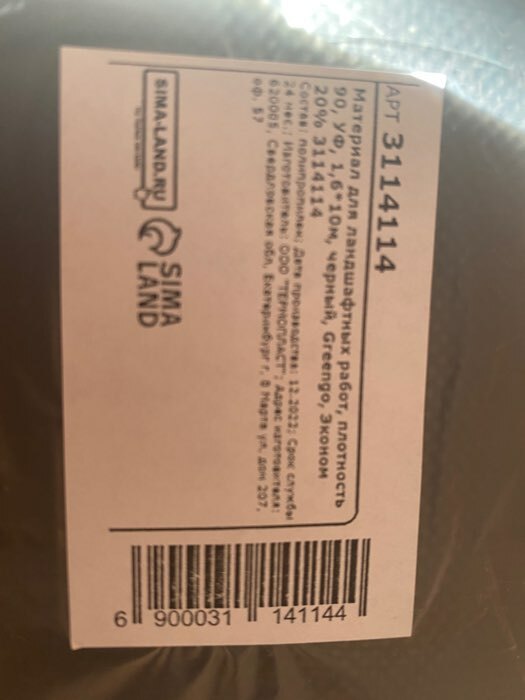 АРТ 3114114
Материал для ландшафтных работ, плотность
90, УФ, 1,6*10м, черный, Greengo, Эконом
20% 3114114
Состав: полипропилен; Дата производства: 12.2022; Срок службы
24 мес.; Изготовитель: ООО "ТЕРМОПЛАСТ"; Адрес изготовителя:
620085, Свердловская обл, Екатеринбург г, 8 Марта ул, дом 207,
оф. 57
SIMA-LAND.RU
SIMA
LAND
6 900031 141144